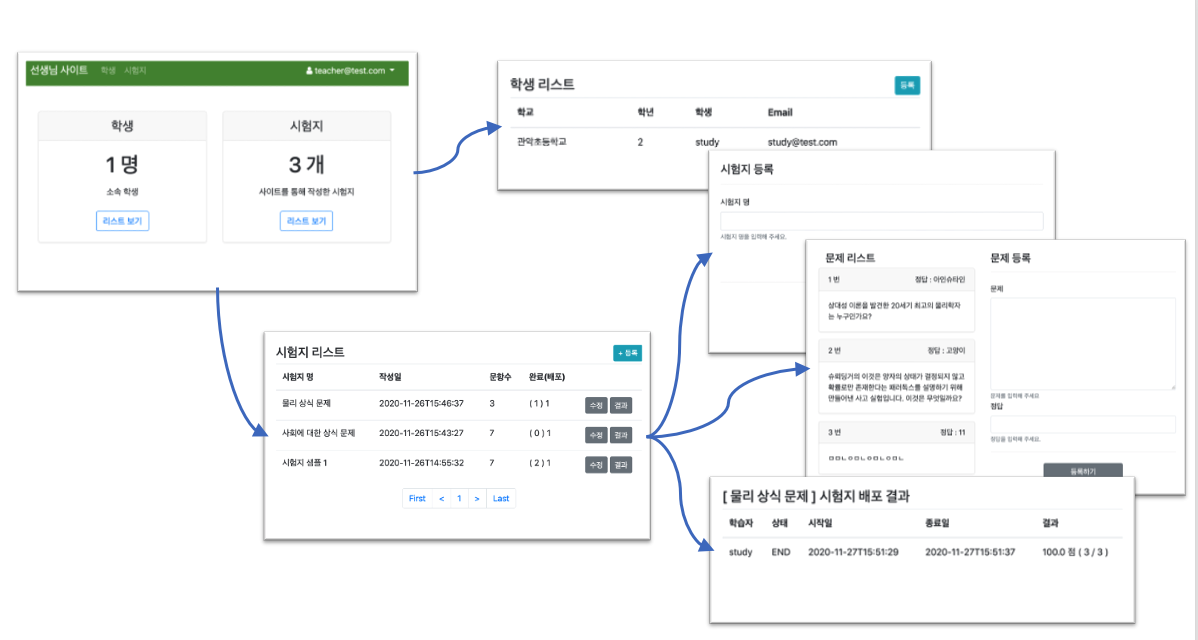 선생님 사이트 학생 시험지 teacher@test.com
학생
1 명
소속 학생
리스트 보기
시험지
3 개
사이트를 통해 작성한 시험지
리스트 보기
학생 리스트 등록
학교 학년 학생 Email
관악초등학교 2 study study@test.com
시험지 등록
시험지 명
시험지 명을 입력해 주세요.
문제 리스트
1 번 정답 : 아인슈타인
상대성 이론을 발견한 20세기 최고의 물리학자
는 누구인가요?
2 번 정답 : 고양이
슈뢰딩거의 이것은 양자의 상태가 결정되지 않고
확률로만 존재한다는 패러독스를 설명하기 위해
만들어낸 사고 실험입니다. 이것은 무엇일까요?
3 번 정답 : 11
문제 등록
문제
문제를 입력해 주세요
정답
정답을 입력해 주세요.
등록하기
시험지 리스트 + 등록
시험지 명 작성일 문항수 완료(배포)
물리 상식 문제 2020-11-26T15:46:37 3 ( 1 ) 1 수정 결과
사회에 대한 상식 문제 2020-11-26T15:43:27 7 ( 0 ) 1 수정 결과
시험지 샘플 1 2020-11-26T14:55:32 7 ( 2 ) 1 수정 결과
First < 1 > Last
[ 물리 상식 문제 ] 시험지 배포 결과
학습자 상태 시작일 종료일 결과
study END 2020-11-27T15:51:29 2020-11-27T15:51:37 100.0 점 ( 3 / 3 )